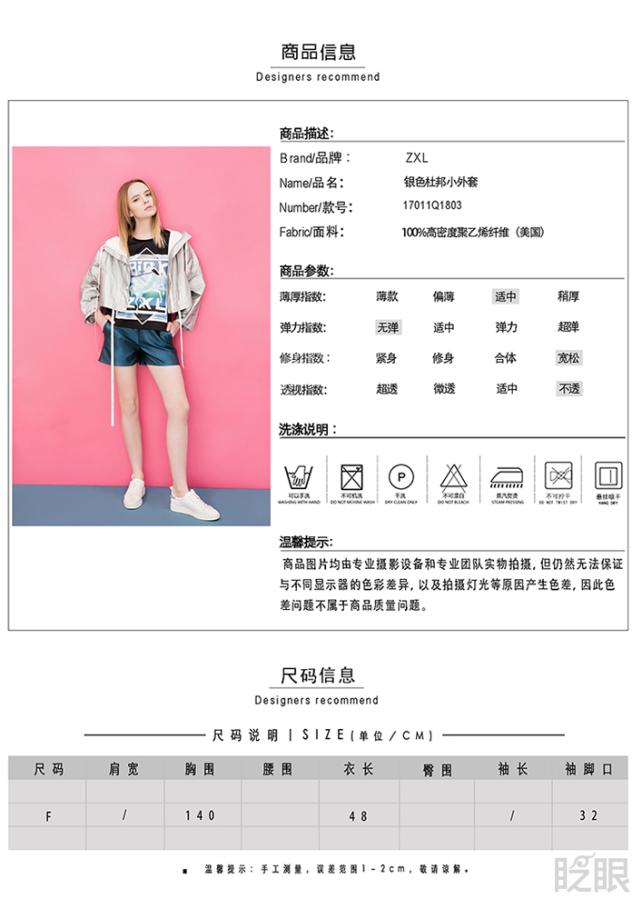 商品信息
Designers recommend
商品描述：
Brand/品牌： ZXL
Name/品名： 银色杜邦小外套
Number/款号： 17011Q1803
Fabric/面料： 100%高密度聚乙烯纤维（美国）
商品参数：
薄厚指数： 薄款 偏薄 适中 稍厚
弹力指数： 无弹 适中 弹力 超弹
修身指数： 紧身 修身 合体 宽松
透视指数： 超透 微透 适中 不透
洗涤说明：
P
可以手洗 不可机洗 干洗 不可漂白 蒸汽熨烫 不可拧干 悬挂晾干
WASHING WITH HAND DO NOT MCHINE WASH DRY CLEAN ONLY DO NOT BLEACH STEAM PRESSING DO NOT TWIST DRY HANG DRY
温馨提示：
商品图片均由专业摄影设备和专业团队实物拍摄，但仍然无法保证
与不同显示器的色彩差异，以及拍摄灯光等原因产生色差，因此色
差问题不属于商品质量问题。
ZXL
尺码信息
Designers recommend
尺码说明 | SIZE(单位/CM)
尺码 肩宽 胸围 腰围 衣长 臀围 袖长 袖脚口
F / 140 48 / 32
■ 温馨提示：手工测量，误差范围1-2cm，敬请谅解。
眨眼